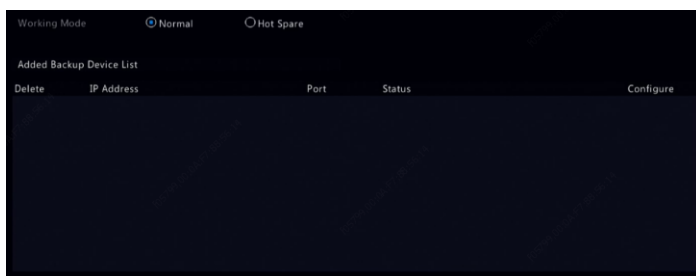 Working Mode Normal Hot Spare
Added Backup Device List
Delete IP Address Port Status Configure